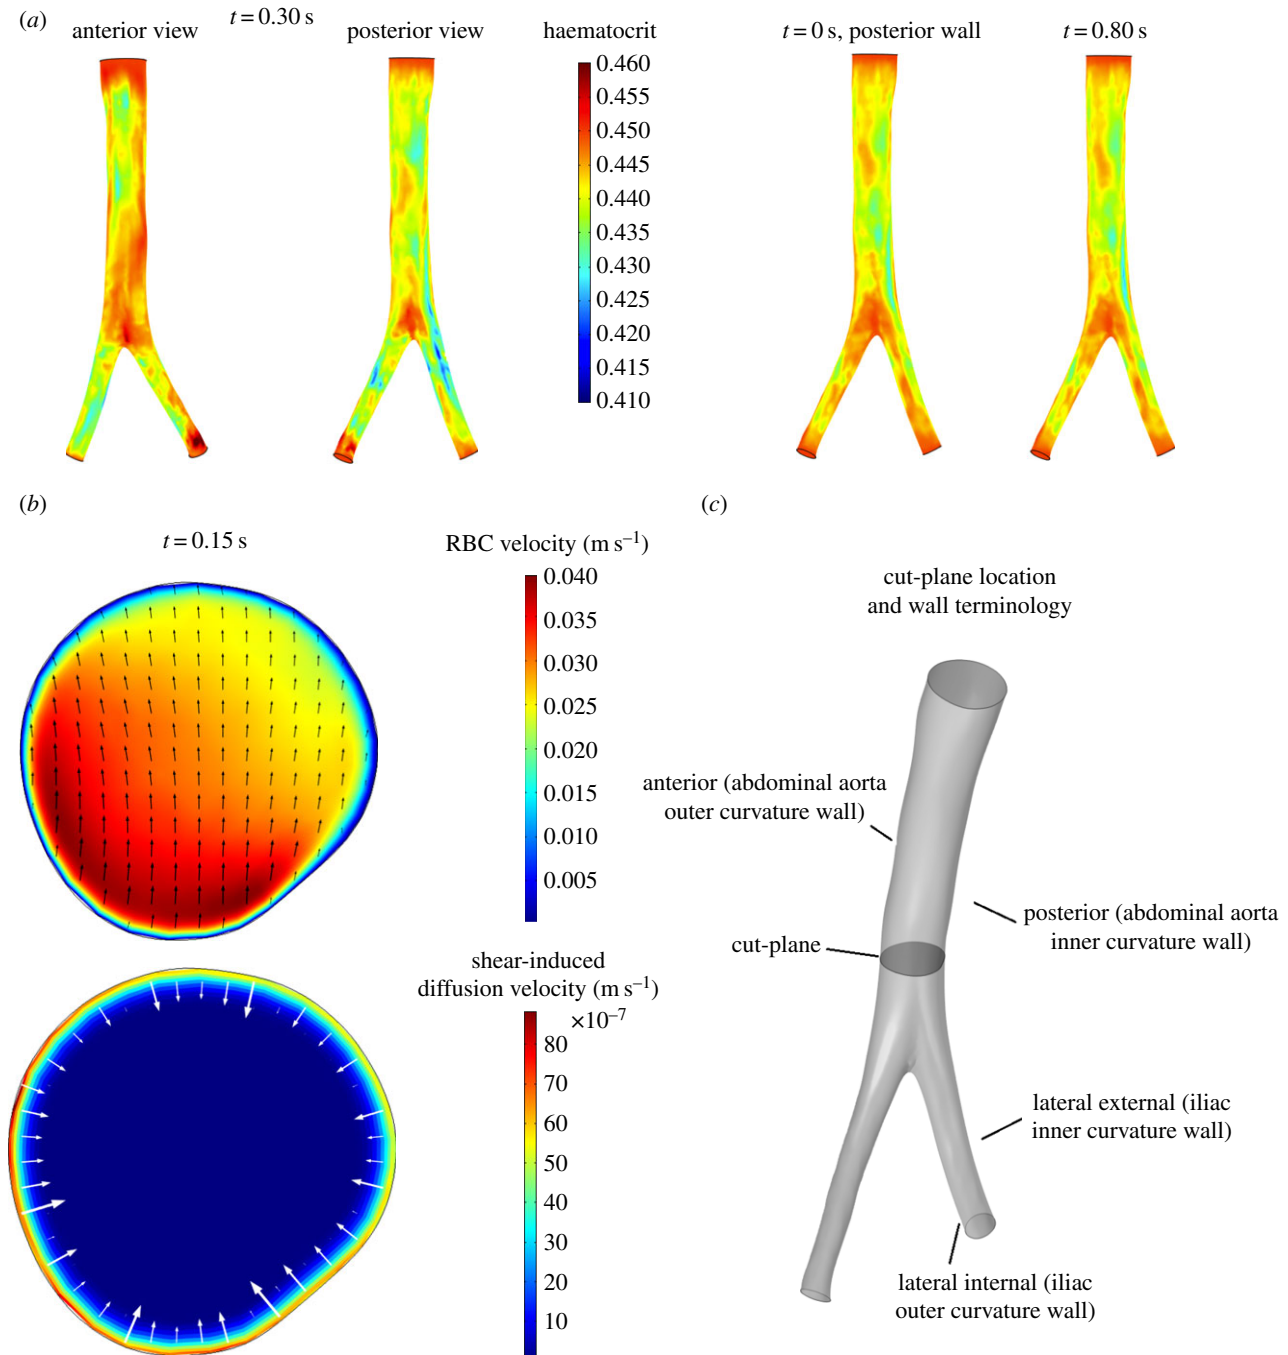 (a)
t = 0.30 s
anterior view
posterior view
haematocrit
t = 0 s, posterior wall
t = 0.80 s
0.460
0.455
0.450
0.445
0.440
0.435
0.430
0.425
0.420
0.415
0.410
(b)
t = 0.15 s
RBC velocity (m s–1)
0.040
0.035
0.030
0.025
0.020
0.015
0.010
0.005
shear-induced
diffusion velocity (m s–1)
×10–7
80
70
60
50
40
30
20
10
(c)
cut-plane location
and wall terminology
anterior (abdominal aorta
outer curvature wall)
posterior (abdominal aorta
inner curvature wall)
cut-plane
lateral external (iliac
inner curvature wall)
lateral internal (iliac
outer curvature wall)